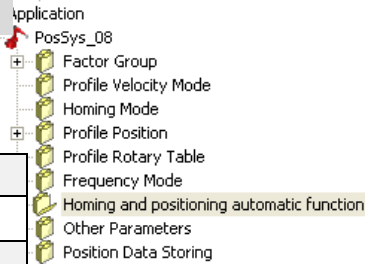 Application
PosSys_08
Factor Group
Profile Velocity Mode
Homing Mode
Profile Position
Profile Rotary Table
Frequency Mode
Homing and positioning automatic function
Other Parameters
Position Data Storing